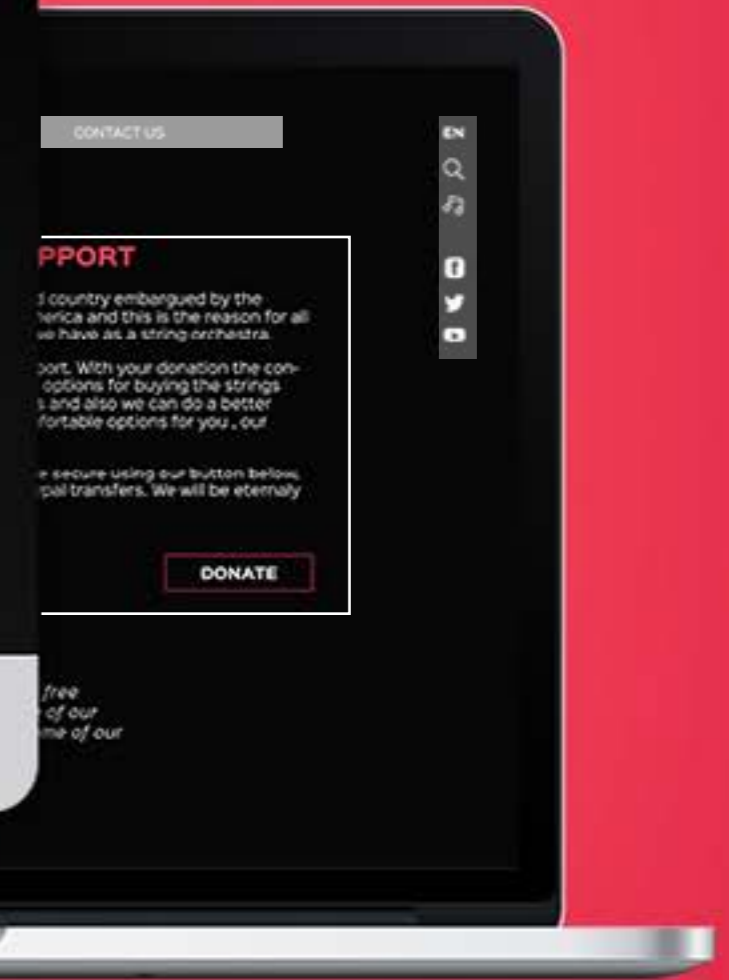 CONTACT US
EN
PPORT
country embargued by the
erica and this is the reason for all
we have as a string orchestra.
port. With your donation the con-
options for buying the strings
s and also we can do a better
fortable options for you , our
e secure using our button below,
pal transfers. We will be eternaly
DONATE
free
of our
me of our